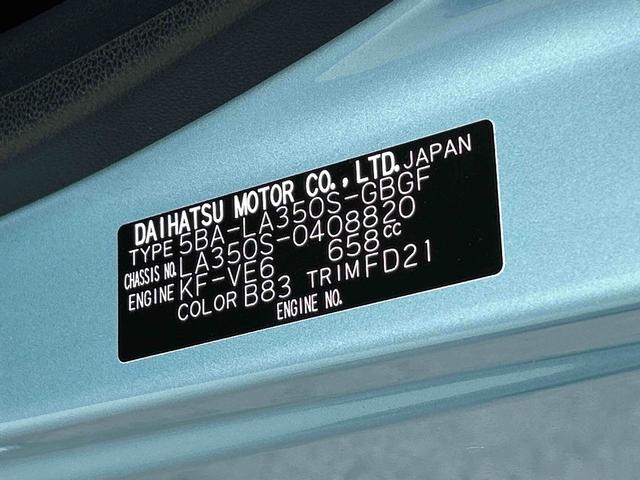 DAIHATSU MOTOR CO., LTD. JAPAN
TYPE 5BA-LA350S-GBGF
CHASSIS NO. LA350S-0408820
ENGINE KF-VE6 658cc
COLOR B83 TRIM FD21
ENGINE NO.